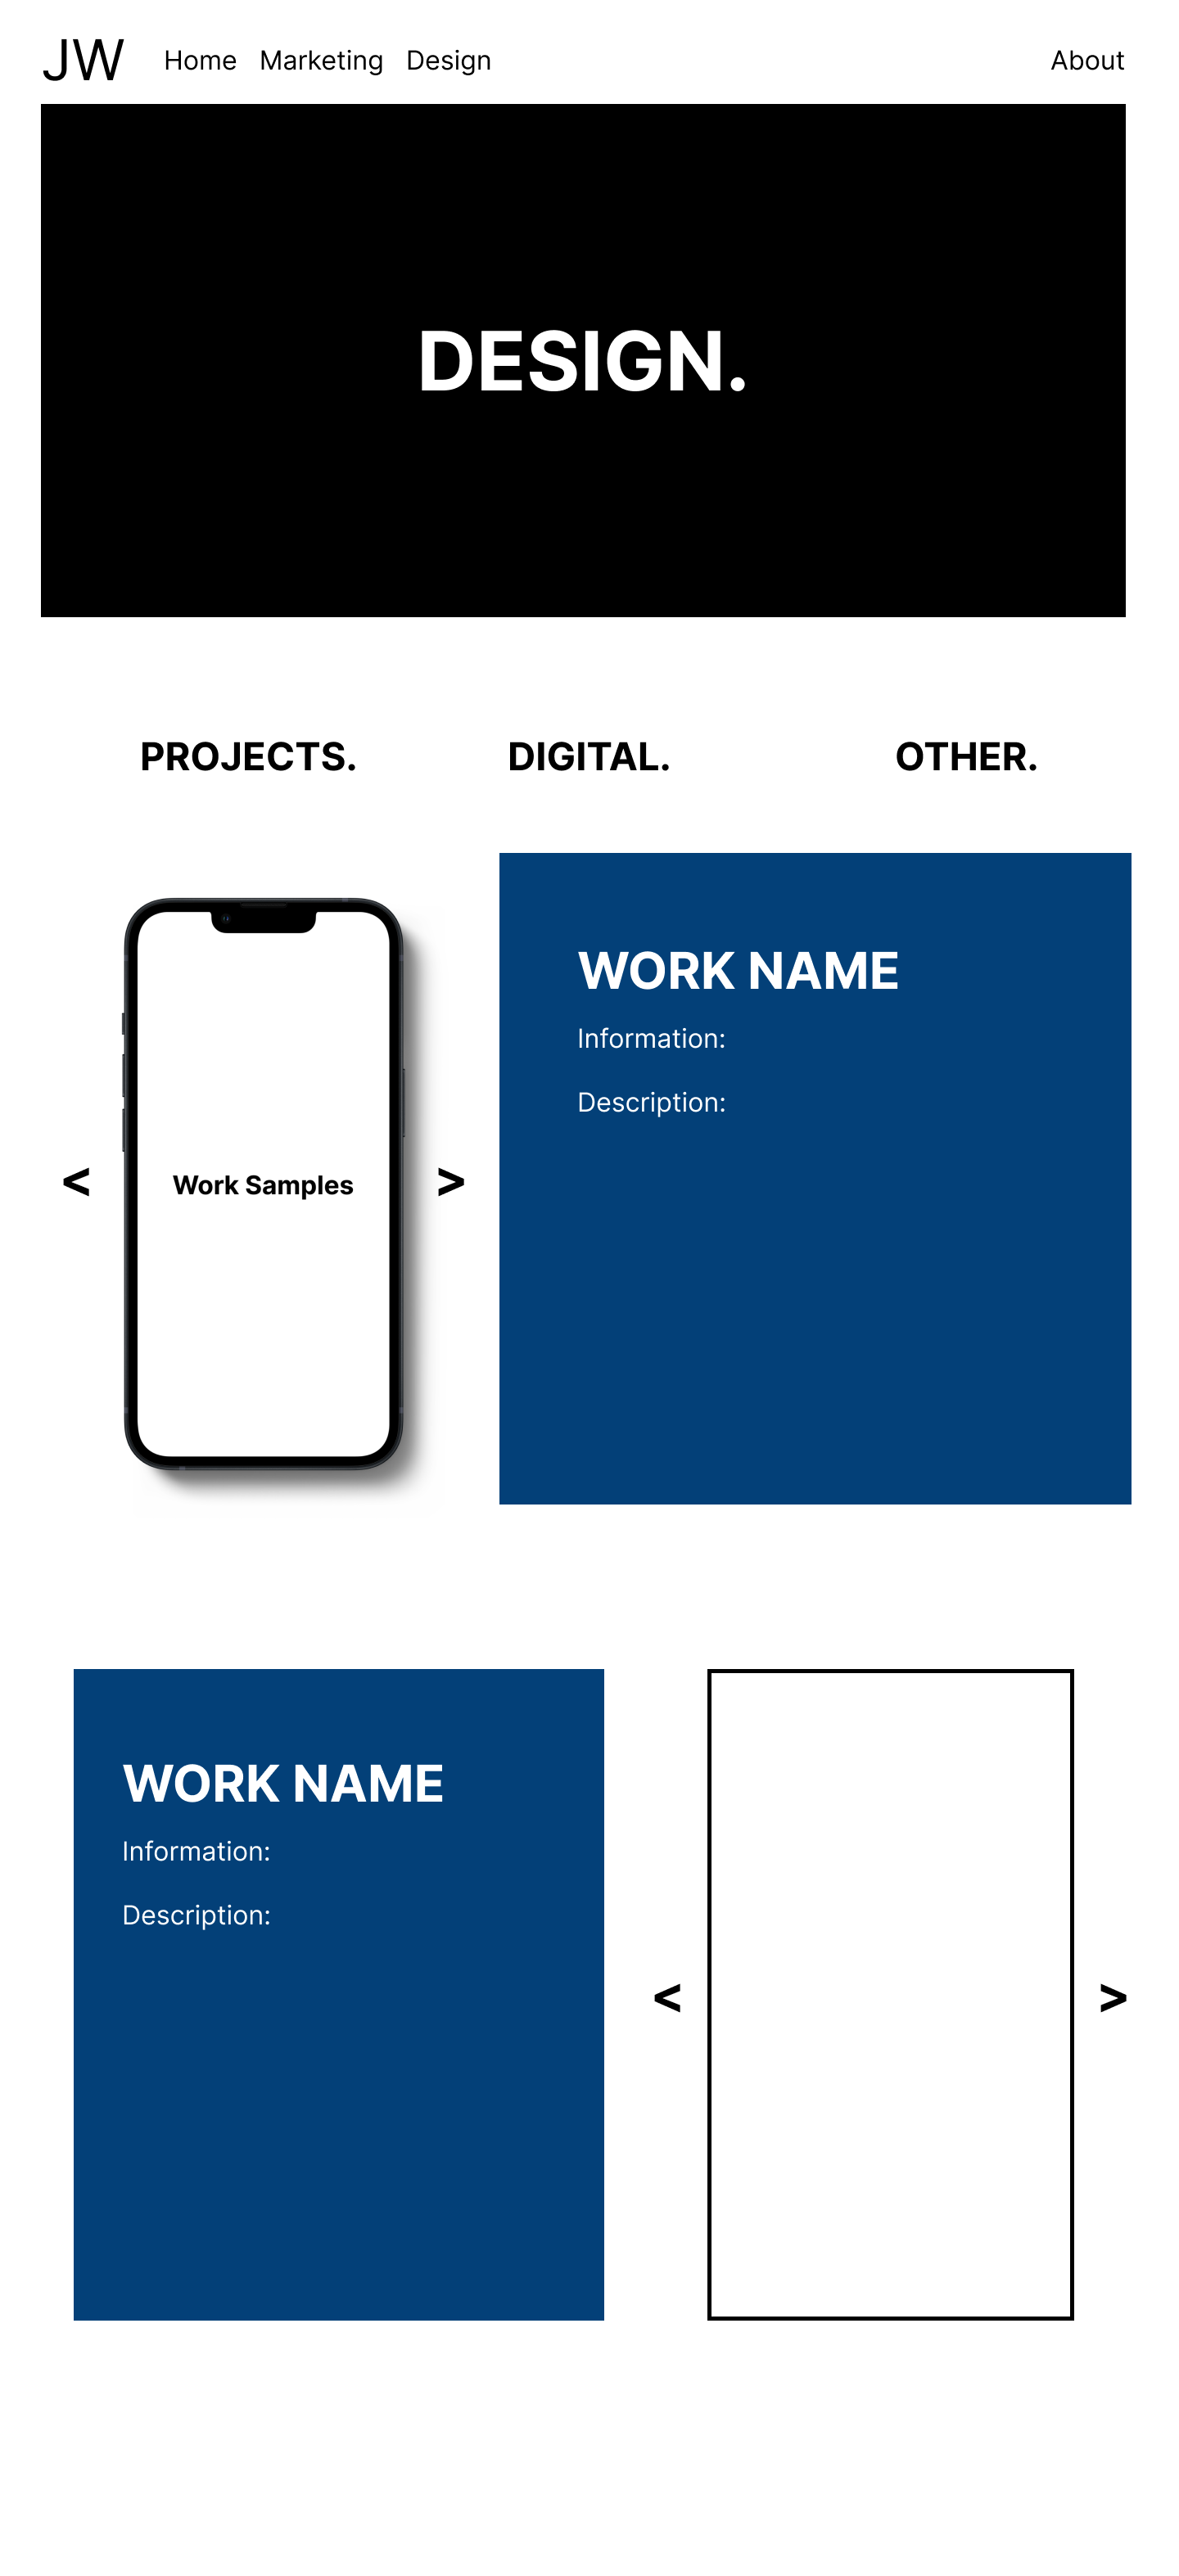 JW Home Marketing Design About
DESIGN.
PROJECTS. DIGITAL. OTHER.
WORK NAME
Information:
Description:
< Work Samples >
WORK NAME
Information:
Description:
< >